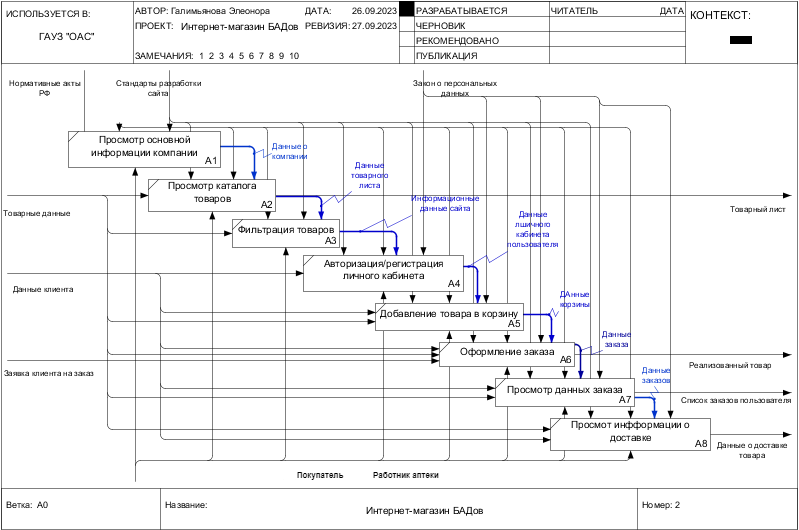 ИСПОЛЬЗУЕТСЯ В:
ГАУЗ "ОАС"
АВТОР: Галимьянова Элеонора
ДАТА: 26.09.2023
ПРОЕКТ: Интернет-магазин БАДов
РЕВИЗИЯ: 27.09.2023
ЗАМЕЧАНИЯ: 1 2 3 4 5 6 7 8 9 10
РАЗРАБАТЫВАЕТСЯ
ЧЕРНОВИК
РЕКОМЕНДОВАНО
ПУБЛИКАЦИЯ
ЧИТАТЕЛЬ
ДАТА
КОНТЕКСТ:
Нормативные акты
РФ
Стандарты разработки
сайта
Закон о персональных
данных
Просмотр основной
информации компании
A1
Данные о
компании
Просмотр каталога
товаров
A2
Данные
товарного
листа
Товарные данные
Товарный лист
Фильтрация товаров
A3
Информационные
данные сайта
Авторизация/регистрация
личного кабинета
A4
Данные
лшичного
кабинета
пользователя
Данные клиента
Добавление товара в корзину
A5
ДАнные
корзины
Оформление заказа
A6
Данные
заказа
Реализованный товар
Заявка клиента на заказ
Просмотр данных заказа
A7
Данные
заказов
Список заказов пользователя
Просмот инфформации о
доставке
A8
Данные о доставке
товара
Покупатель
Работник аптеки
Ветка: A0
Название:
Интернет-магазин БАДов
Номер: 2